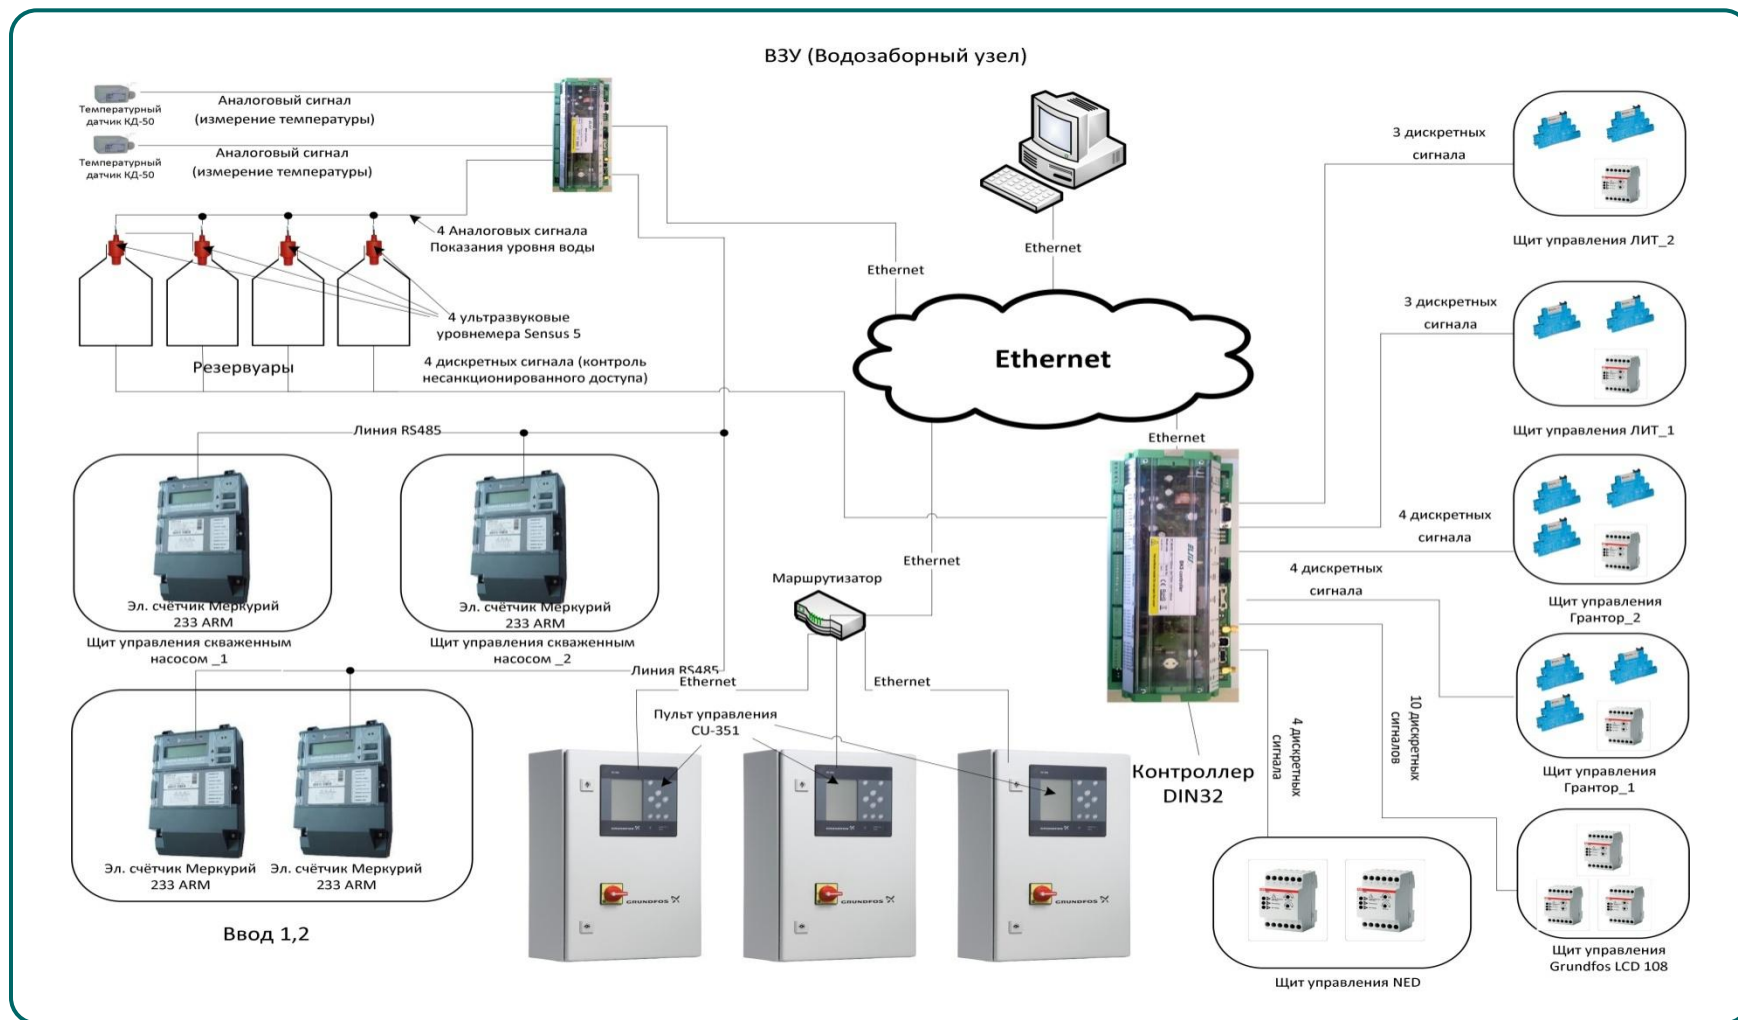 ВЗУ (Водозаборный узел)
Температурный
датчик КД-50
Аналоговый сигнал
(измерение температуры)
Температурный
датчик КД-50
Аналоговый сигнал
(измерение температуры)
4 Аналоговых сигнала
Показания уровня воды
4 ультразвуковые
уровнемера Sensus 5
Резервуары
4 дискретных сигнала (контроль
несанкционированного доступа)
Ethernet
Ethernet
Ethernet
Ethernet
Ethernet
3 дискретных
сигнала
Щит управления ЛИТ_2
3 дискретных
сигнала
Щит управления ЛИТ_1
4 дискретных
сигнала
Щит управления
Грантор_2
4 дискретных
сигнала
Щит управления
Грантор_1
10 дискретных
сигналов
Щит управления
Grundfos LCD 108
4 дискретных
сигнала
Щит управления NED
Контроллер
DIN32
Линия RS485
Эл. счётчик Меркурий
233 ARM
Щит управления скваженным
насосом _1
Эл. счётчик Меркурий
233 ARM
Щит управления скваженным
насосом _2
Линия RS485
Эл. счётчик Меркурий
233 ARM
Эл. счётчик Меркурий
233 ARM
Ввод 1,2
Маршрутизатор
Ethernet
Ethernet
Пульт управления
CU-351
GRUNDFOS
GRUNDFOS
GRUNDFOS
GRUNDFOS
GRUNDFOS
GRUNDFOS